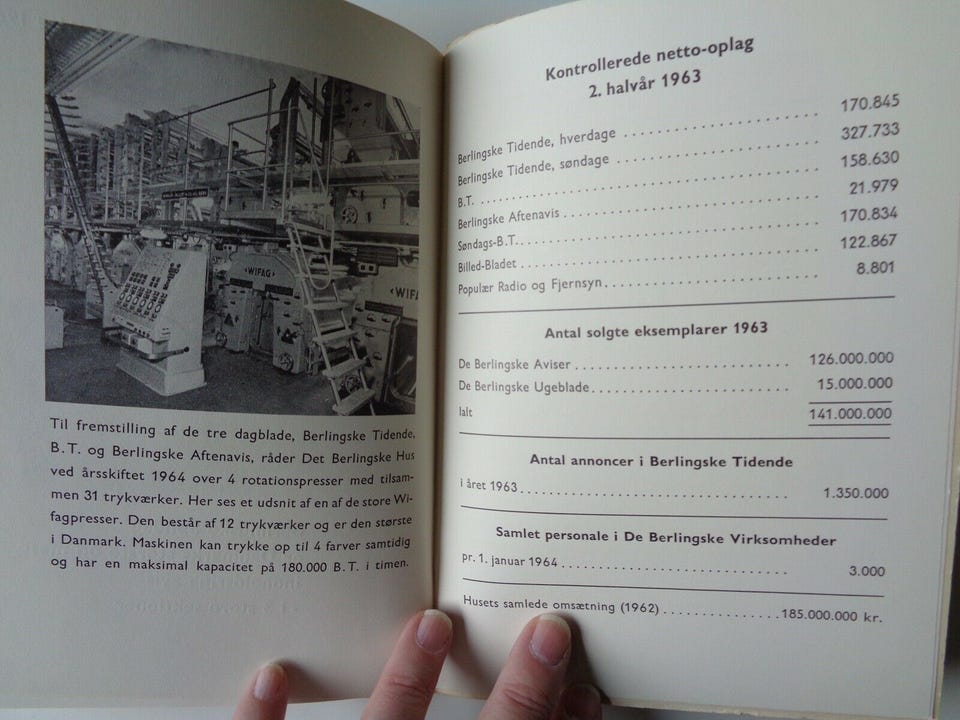 WIFAG
WIFA
Til fremstilling af de tre dagblade, Berlingske Tidende,
B.T. og Berlingske Aftenavis, råder Det Berlingske Hus
ved årsskiftet 1964 over 4 rotationspresser med tilsam-
men 31 trykværker. Her ses et udsnit af en af de store Wi-
fagpresser. Den består af 12 trykværker og er den største
i Danmark. Maskinen kan trykke op til 4 farver samtidig
og har en maksimal kapacitet på 180.000 B.T. i timen.
Kontrollerede netto-oplag
2. halvår 1963
Berlingske Tidende, hverdage .................... 170.845
Berlingske Tidende, søndage .................... 327.733
B.T. .................... 158.630
Berlingske Aftenavis .................... 21.979
Søndags-B.T. .................... 170.834
Billed-Bladet .................... 122.867
Populær Radio og Fjernsyn .................... 8.801
Antal solgte eksemplarer 1963
De Berlingske Aviser .................... 126.000.000
De Berlingske Ugeblade .................... 15.000.000
Ialt 141.000.000
Antal annoncer i Berlingske Tidende
i året 1963 .................... 1.350.000
Samlet personale i De Berlingske Virksomheder
pr. 1. januar 1964 .................... 3.000
Husets samlede omsætning (1962) ............... 185.000.000 kr.